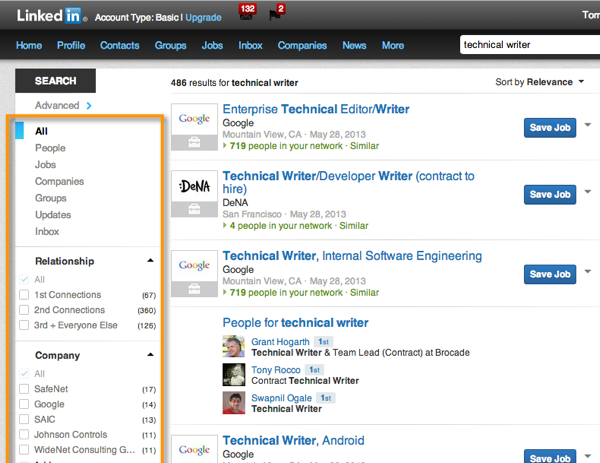 Linked in® Account Type: Basic | Upgrade 132 2 Tom
Home Profile Contacts Groups Jobs Inbox Companies News More technical writer
SEARCH
Advanced
All
People
Jobs
Companies
Groups
Updates
Inbox
Relationship
All
1st Connections (67)
2nd Connections (360)
3rd + Everyone Else (126)
Company
All
SafeNet (17)
Google (14)
SAIC (13)
Johnson Controls (11)
WideNet Consulting G... (11)
486 results for technical writer Sort by Relevance
Google
Enterprise Technical Editor/Writer
Google
Mountain View, CA · May 28, 2013
719 people in your network · Similar
Save Job
:DeNA
Technical Writer/Developer Writer (contract to
hire)
DeNA
San Francisco · May 28, 2013
4 people in your network · Similar
Save Job
Google
Technical Writer, Internal Software Engineering
Google
Mountain View, CA · May 28, 2013
719 people in your network · Similar
Save Job
People for technical writer
Grant Hogarth 1st
Technical Writer & Team Lead (Contract) at Brocade
Tony Rocco 1st
Contract Technical Writer
Swapnil Ogale 1st
Technical Writer
Google
Technical Writer, Android
Google
Save Job